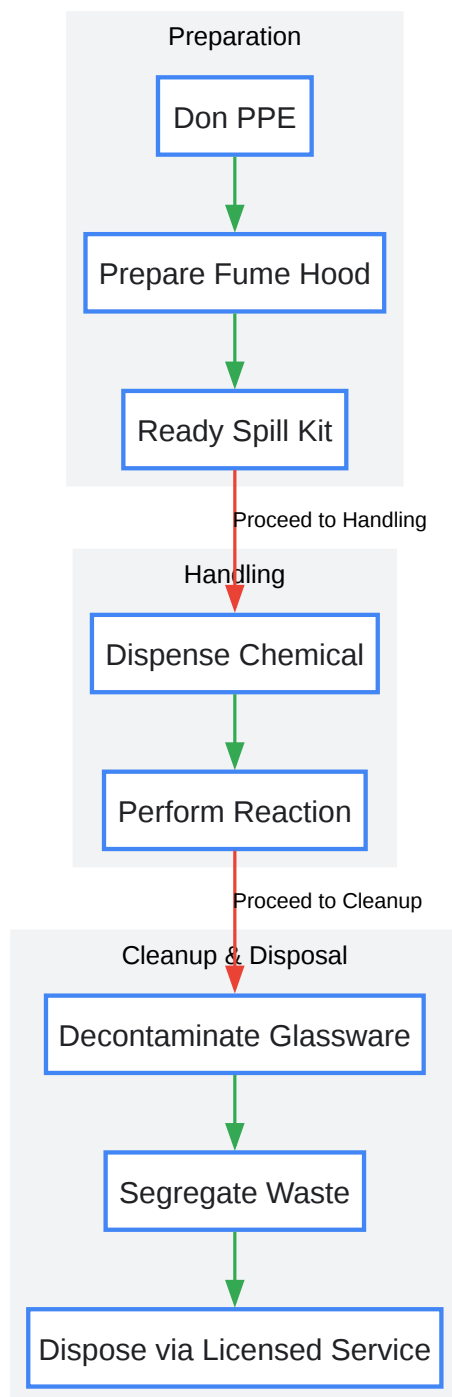 Preparation
Don PPE
Prepare Fume Hood
Ready Spill Kit
Proceed to Handling
Handling
Dispense Chemical
Perform Reaction
Proceed to Cleanup
Cleanup & Disposal
Decontaminate Glassware
Segregate Waste
Dispose via Licensed Service